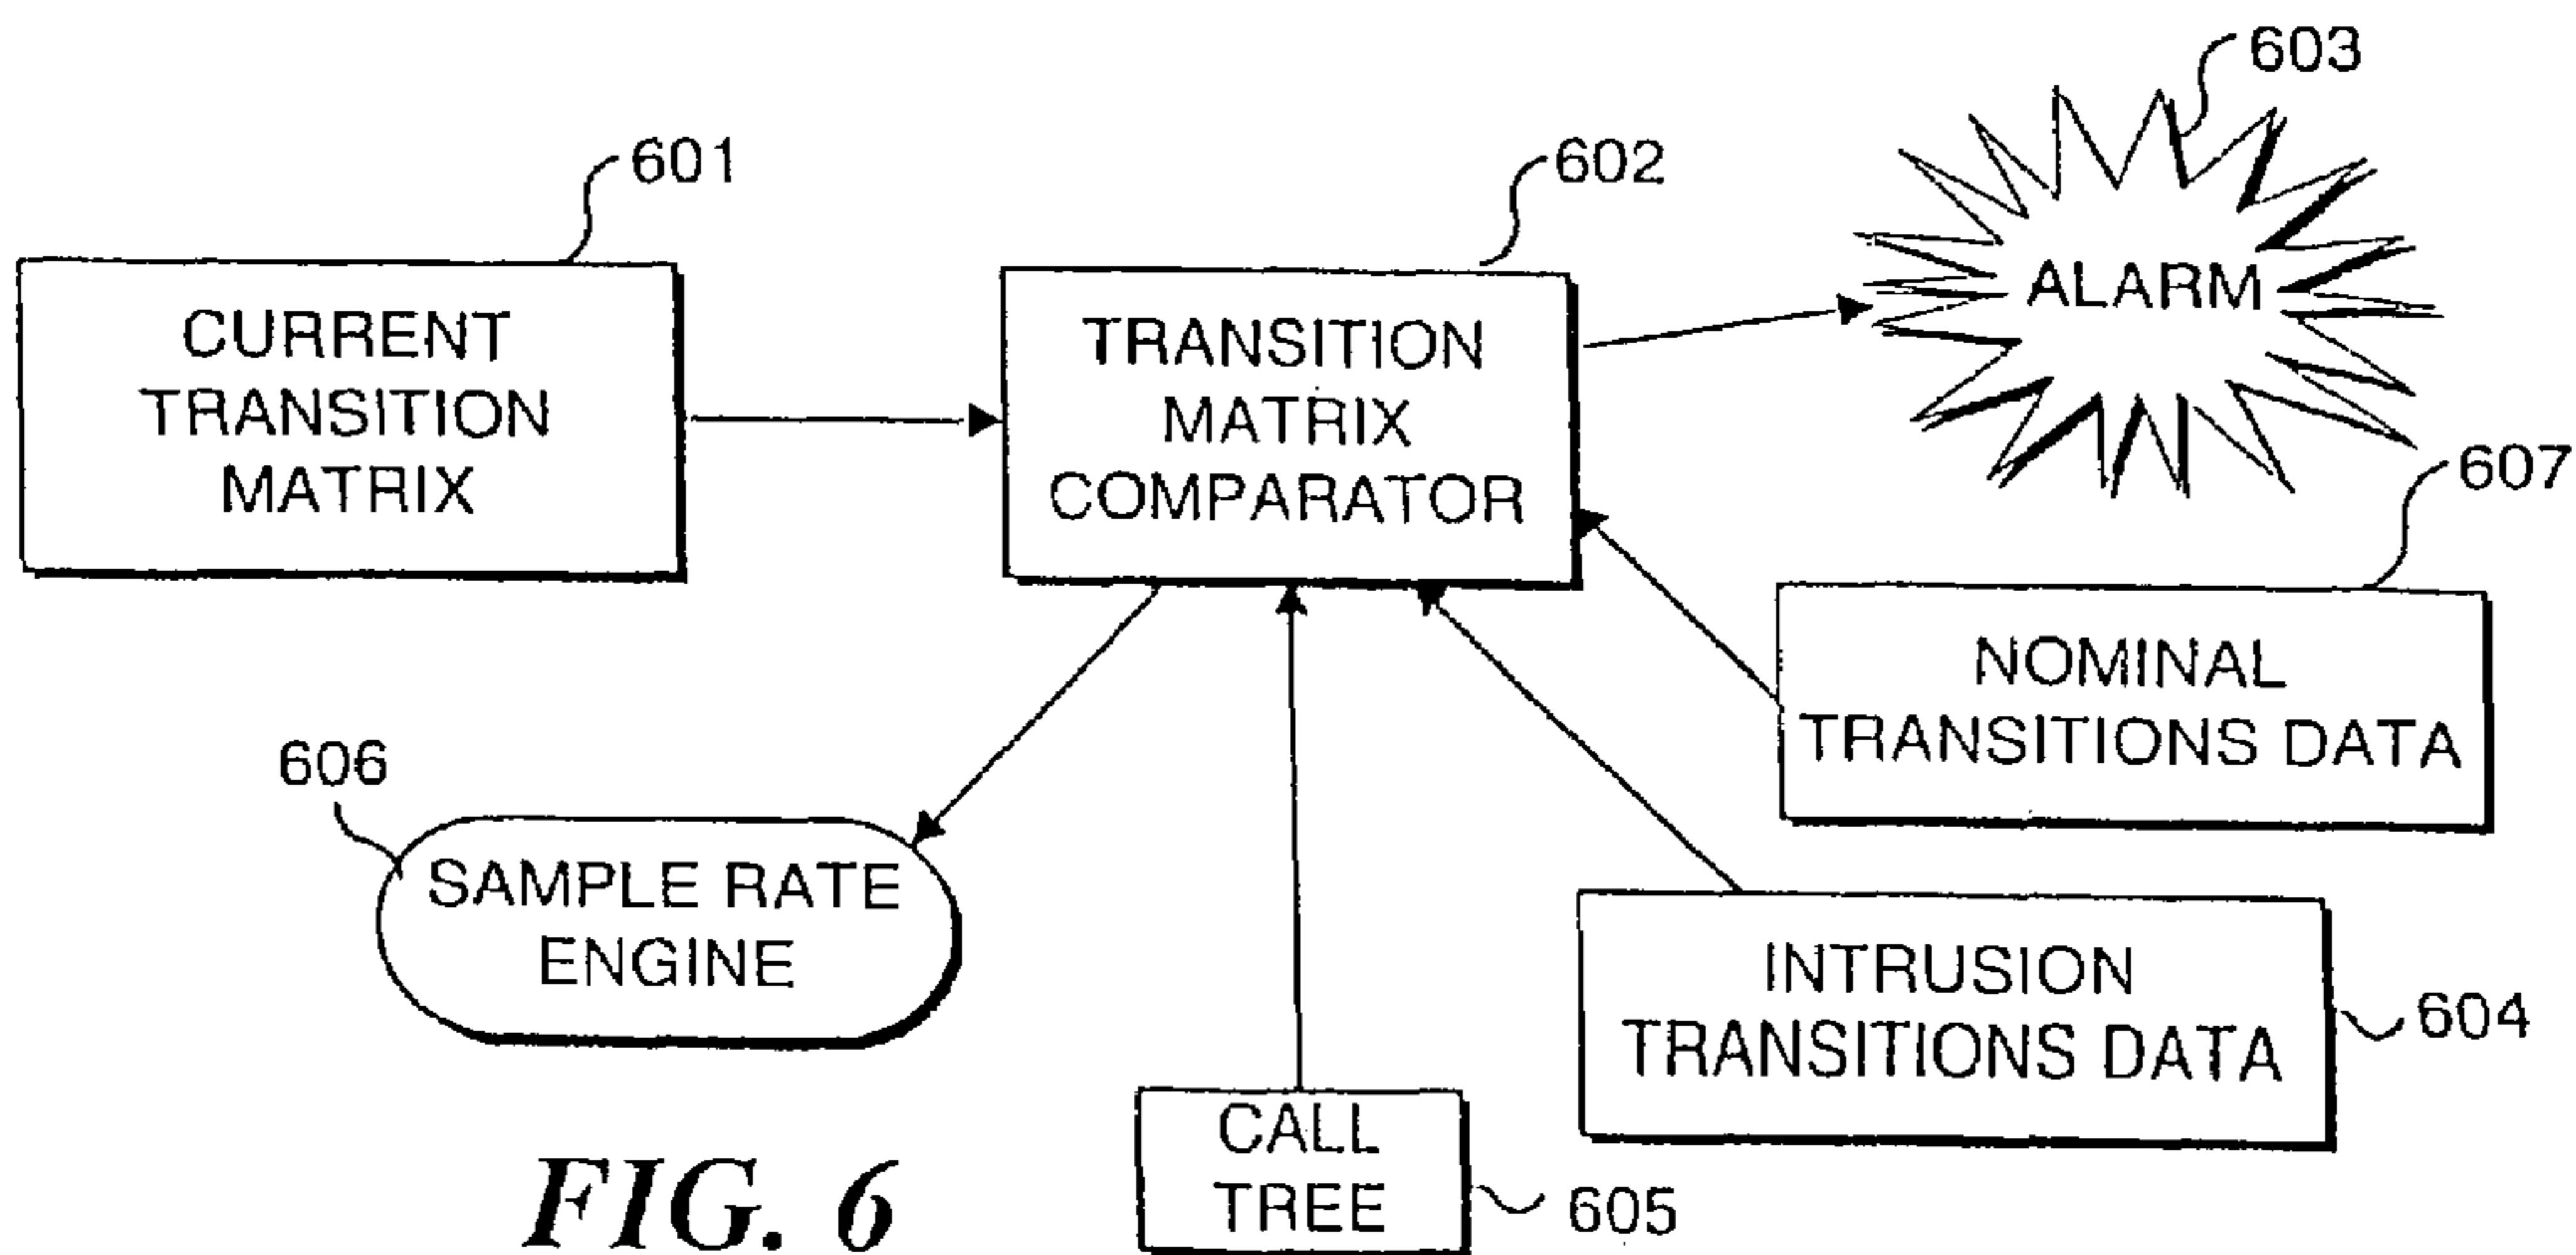 603
601
602
CURRENT
TRANSITION
MATRIX
TRANSITION
MATRIX
COMPARATOR
ALARM
607
NOMINAL
TRANSITIONS DATA
606
SAMPLE RATE
ENGINE
INTRUSION
TRANSITIONS DATA
604
CALL
TREE
605
FIG. 6